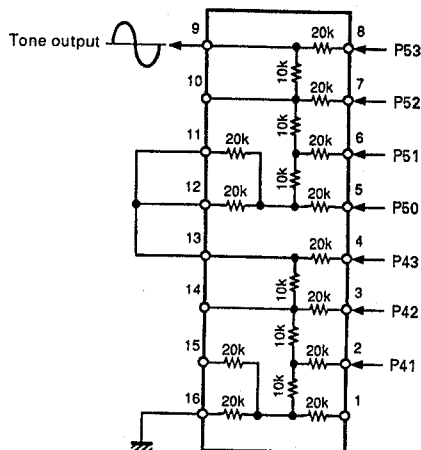 9 8
Tone output 20k P53
10k
10 7
20k P52
10k
11 6
20k 20k P51
10k
12 5
20k 20k P50
13 4
20k P43
10k
14 3
20k P42
10k
15 2
20k 20k P41
10k
16 1
20k 20k